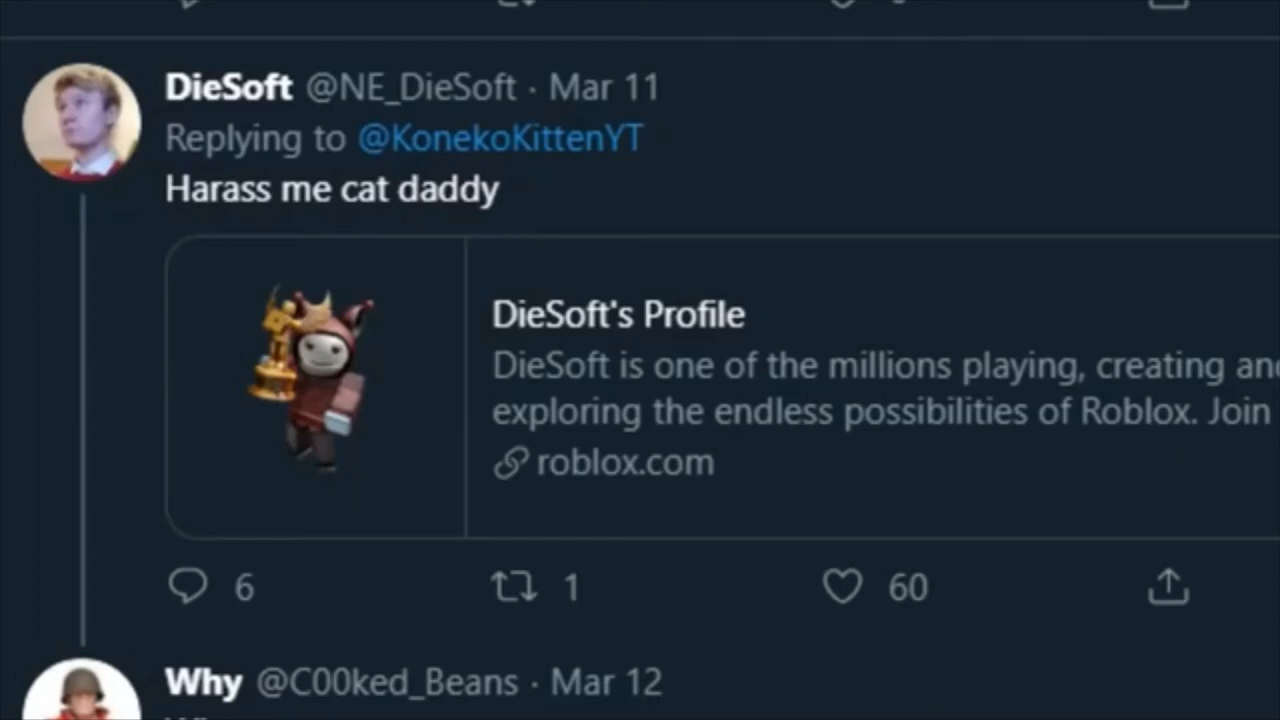 DieSoft @NE_DieSoft · Mar 11
Replying to @KonekoKittenYT
Harass me cat daddy
DieSoft's Profile
DieSoft is one of the millions playing, creating and
exploring the endless possibilities of Roblox. Join
roblox.com
6 1 60
Why @C00ked_Beans · Mar 12